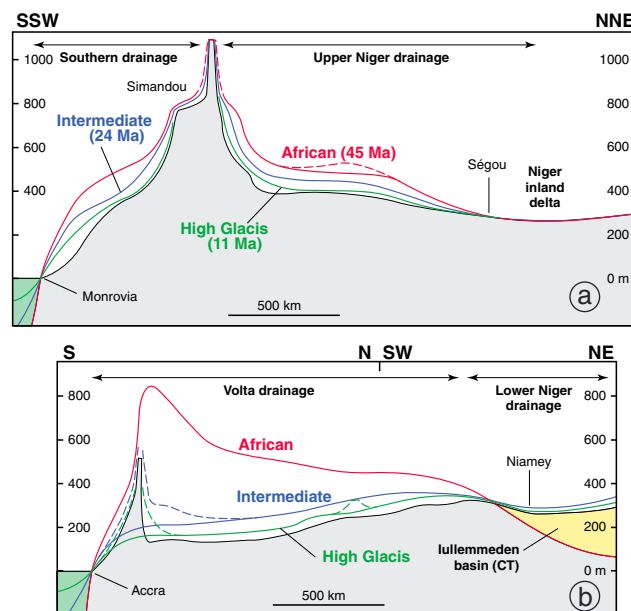 SSW
NNE
Southern drainage
Upper Niger drainage
1000
1000
Simandou
800
800
Intermediate
(24 Ma)
African (45 Ma)
600
Ségou
Niger
inland
delta
400
400
High Glacis
(11 Ma)
200
200
0
0 m
Monrovia
500 km
a
S
N
SW
NE
Volta drainage
Lower Niger
drainage
800
800
600
600
African
Niamey
400
400
Intermediate
200
200
High Glacis
Iullemmeden
basin (CT)
0
0 m
Accra
500 km
b